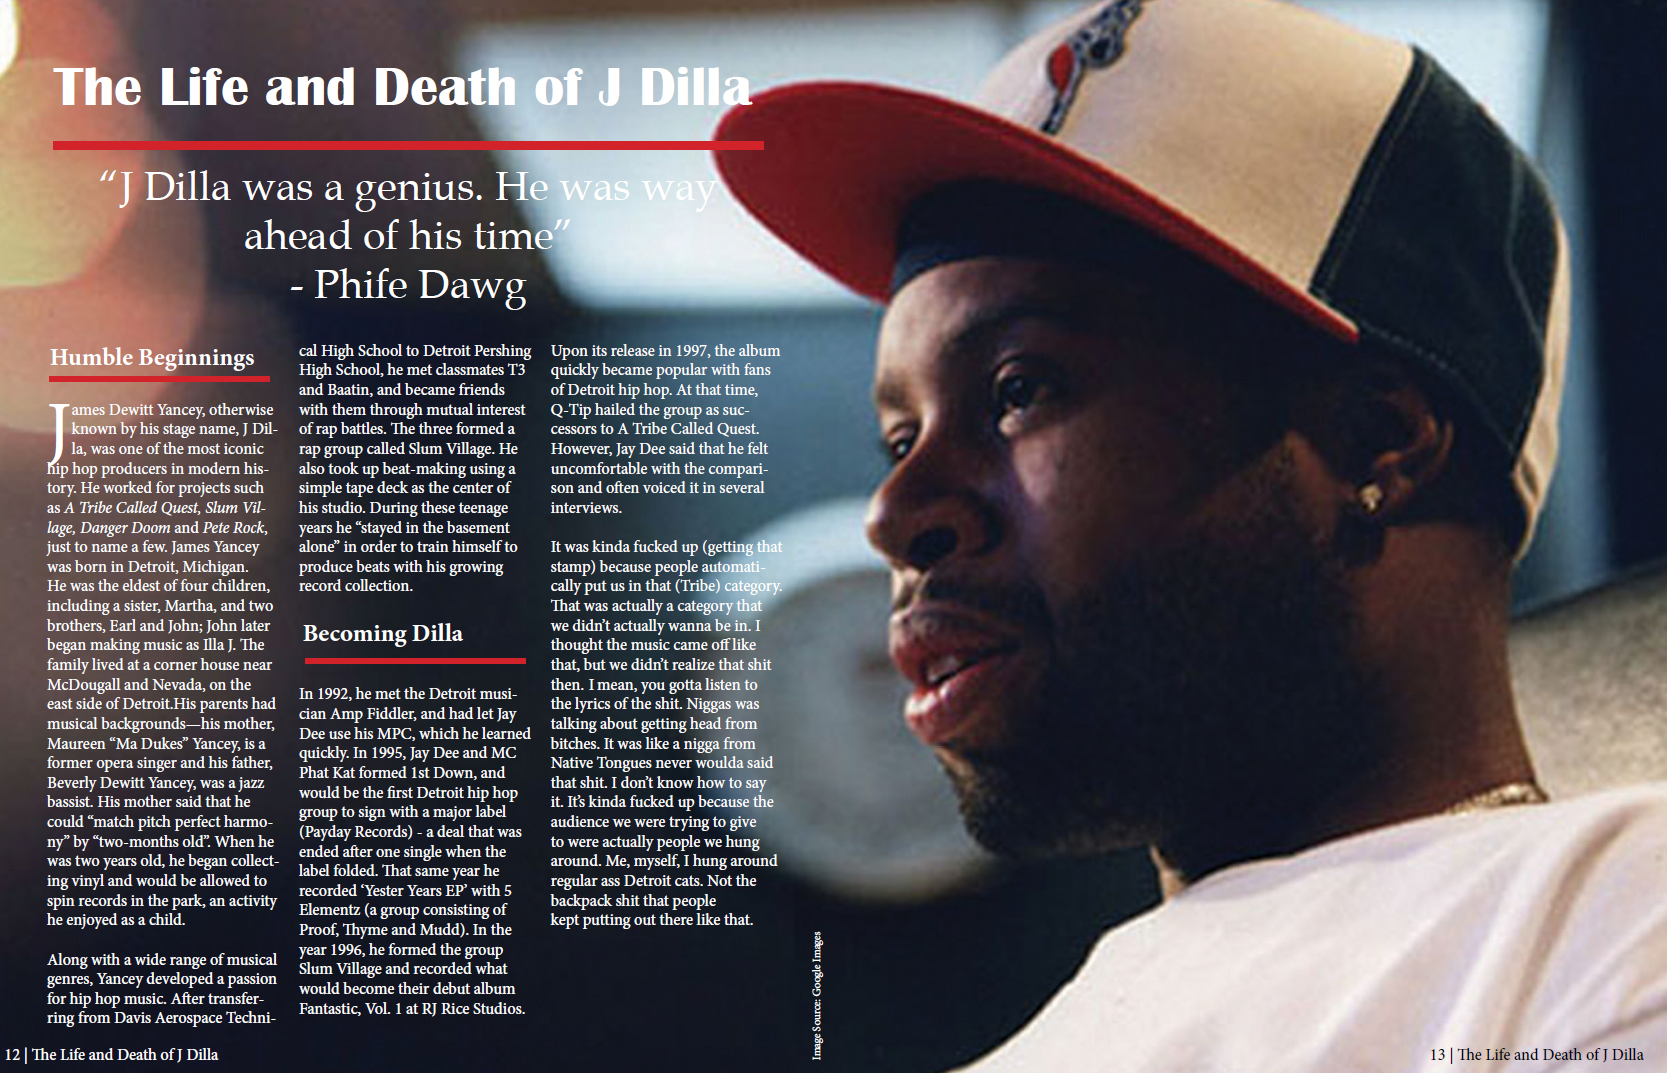 The Life and Death of J Dilla
“J Dilla was a genius. He was way
ahead of his time”
- Phife Dawg
Humble Beginnings
James Dewitt Yancey, otherwise
known by his stage name, J Dil-
la, was one of the most iconic
hip hop producers in modern his-
tory. He worked for projects such
as A Tribe Called Quest, Slum Vil-
lage, Danger Doom and Pete Rock,
just to name a few. James Yancey
was born in Detroit, Michigan.
He was the eldest of four children,
including a sister, Martha, and two
brothers, Earl and John; John later
began making music as Illa J. The
family lived at a corner house near
McDougall and Nevada, on the
east side of Detroit.His parents had
musical backgrounds—his mother,
Maureen “Ma Dukes” Yancey, is a
former opera singer and his father,
Beverly Dewitt Yancey, was a jazz
bassist. His mother said that he
could “match pitch perfect harmo-
ny” by “two-months old”. When he
was two years old, he began collect-
ing vinyl and would be allowed to
spin records in the park, an activity
he enjoyed as a child.
Along with a wide range of musical
genres, Yancey developed a passion
for hip hop music. After transfer-
ring from Davis Aerospace Techni-
cal High School to Detroit Pershing
High School, he met classmates T3
and Baatin, and became friends
with them through mutual interest
of rap battles. The three formed a
rap group called Slum Village. He
also took up beat-making using a
simple tape deck as the center of
his studio. During these teenage
years he “stayed in the basement
alone” in order to train himself to
produce beats with his growing
record collection.
Becoming Dilla
In 1992, he met the Detroit musi-
cian Amp Fiddler, and had let Jay
Dee use his MPC, which he learned
quickly. In 1995, Jay Dee and MC
Phat Kat formed 1st Down, and
would be the first Detroit hip hop
group to sign with a major label
(Payday Records) - a deal that was
ended after one single when the
label folded. That same year he
recorded ‘Yester Years EP’ with 5
Elementz (a group consisting of
Proof, Thyme and Mudd). In the
year 1996, he formed the group
Slum Village and recorded what
would become their debut album
Fantastic, Vol. 1 at RJ Rice Studios.
Upon its release in 1997, the album
quickly became popular with fans
of Detroit hip hop. At that time,
Q-Tip hailed the group as suc-
cessors to A Tribe Called Quest.
However, Jay Dee said that he felt
uncomfortable with the compari-
son and often voiced it in several
interviews.
It was kinda fucked up (getting that
stamp) because people automati-
cally put us in that (Tribe) category.
That was actually a category that
we didn’t actually wanna be in. I
thought the music came off like
that, but we didn’t realize that shit
then. I mean, you gotta listen to
the lyrics of the shit. Niggas was
talking about getting head from
bitches. It was like a nigga from
Native Tongues never woulda said
that shit. I don’t know how to say
it. It’s kinda fucked up because the
audience we were trying to give
to were actually people we hung
around. Me, myself, I hung around
regular ass Detroit cats. Not the
backpack shit that people
kept putting out there like that.
Image Source: Google Images
12 | The Life and Death of J Dilla
13 | The Life and Death of J Dilla